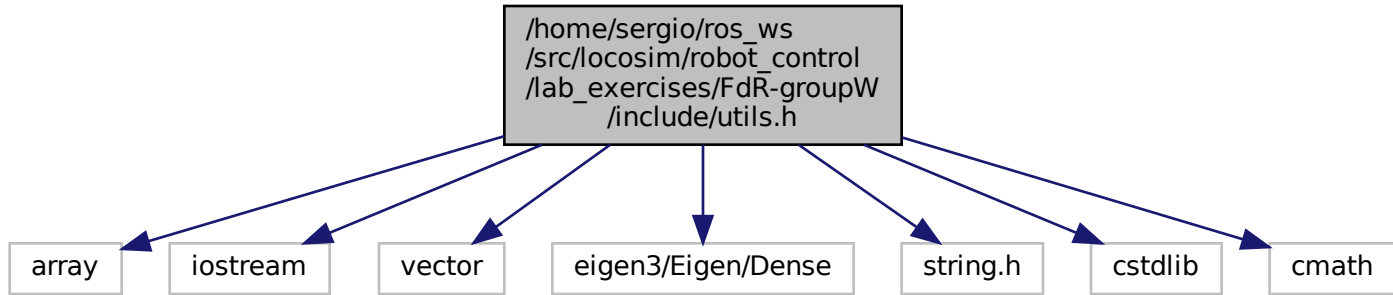 /home/sergio/ros_ws
/src/locosim/robot_control
/lab_exercises/FdR-groupW
/include/utils.h
array
iostream
vector
eigen3/Eigen/Dense
string.h
cstdlib
cmath